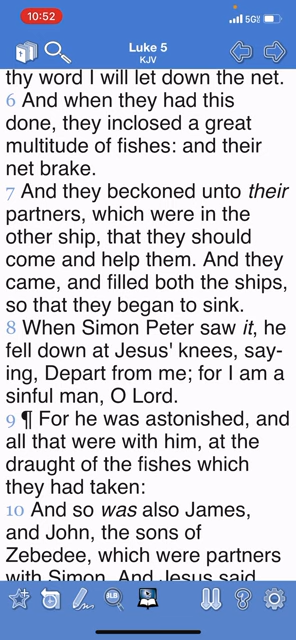 10:52
5G
Luke 5
KJV
thy word I will let down the net.
6 And when they had this
done, they inclosed a great
multitude of fishes: and their
net brake.
7 And they beckoned unto their
partners, which were in the
other ship, that they should
come and help them. And they
came, and filled both the ships,
so that they began to sink.
8 When Simon Peter saw it, he
fell down at Jesus' knees, say-
ing, Depart from me; for I am a
sinful man, O Lord.
9 ¶ For he was astonished, and
all that were with him, at the
draught of the fishes which
they had taken:
10 And so was also James,
and John, the sons of
Zebedee, which were partners
with Simon. And Jesus said